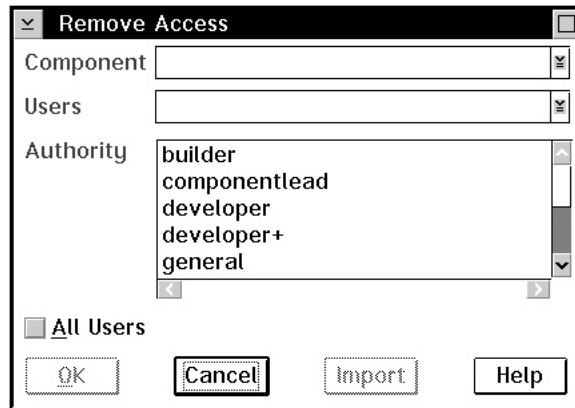 Remove Access
Component
Users
Authority
builder
componentlead
developer
developer+
general
All Users
OK
Cancel
Import
Help